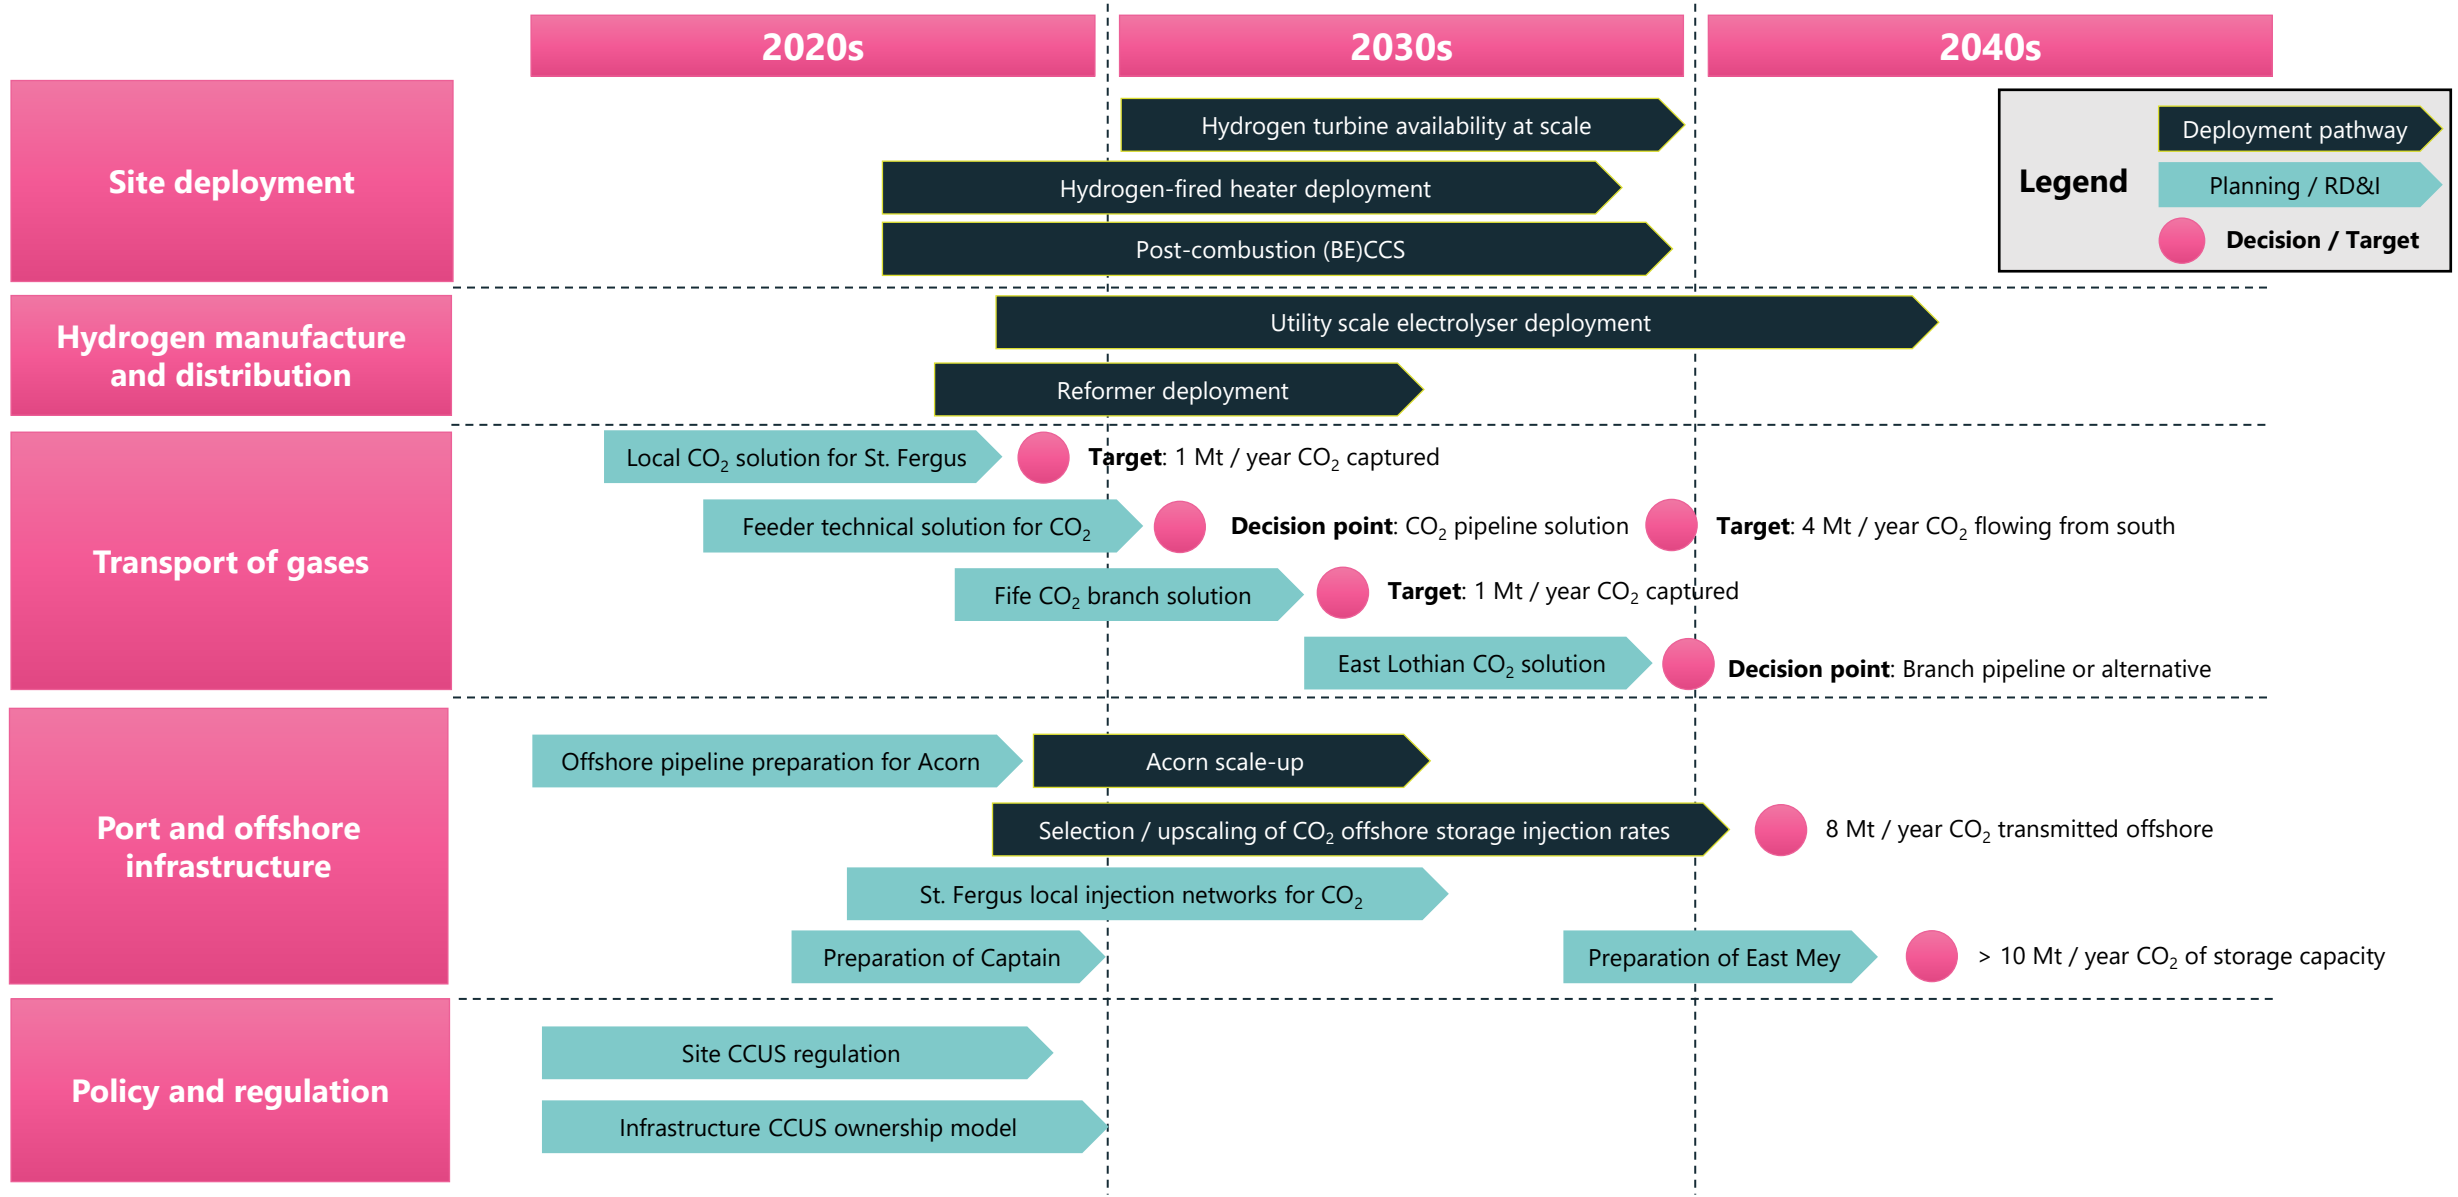 2020s
2030s
2040s
Site deployment
Hydrogen turbine availability at scale
Hydrogen-fired heater deployment
Post-combustion (BE)CCS
Legend
Deployment pathway
Planning / RD&I
Decision / Target
Hydrogen manufacture
and distribution
Utility scale electrolyser deployment
Reformer deployment
Transport of gases
Local CO₂ solution for St. Fergus
Target: 1 Mt / year CO₂ captured
Feeder technical solution for CO₂
Decision point: CO₂ pipeline solution
Target: 4 Mt / year CO₂ flowing from south
Fife CO₂ branch solution
Target: 1 Mt / year CO₂ captured
East Lothian CO₂ solution
Decision point: Branch pipeline or alternative
Port and offshore
infrastructure
Offshore pipeline preparation for Acorn
Acorn scale-up
Selection / upscaling of CO₂ offshore storage injection rates
8 Mt / year CO₂ transmitted offshore
St. Fergus local injection networks for CO₂
Preparation of Captain
Preparation of East Mey
> 10 Mt / year CO₂ of storage capacity
Policy and regulation
Site CCUS regulation
Infrastructure CCUS ownership model